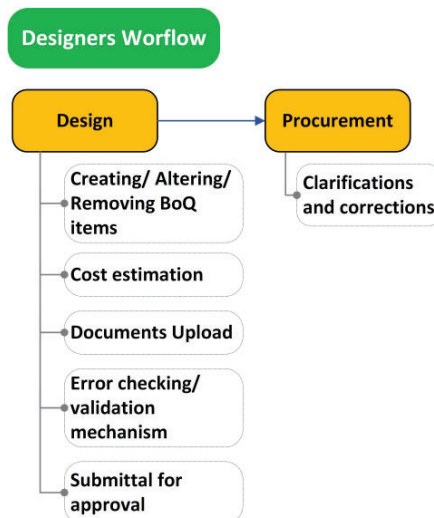 Designers Worflow
Design
Procurement
Creating/ Altering/
Removing BoQ
items
Cost estimation
Documents Upload
Error checking/
validation
mechanism
Submittal for
approval
Clarifications
and corrections